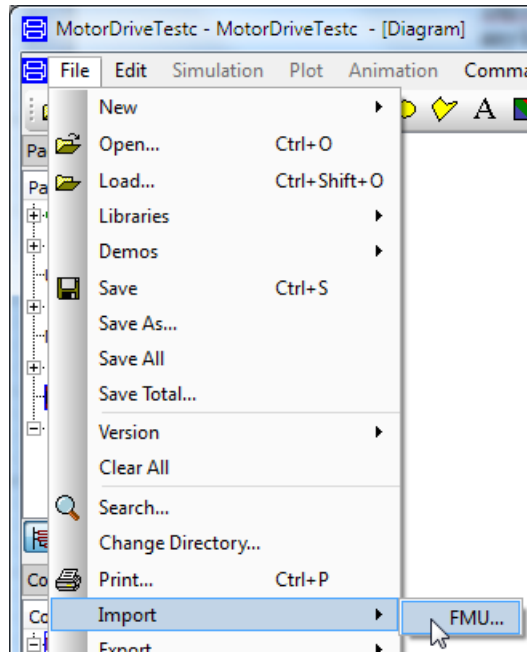 MotorDriveTestc - MotorDriveTestc - [Diagram]
File Edit Simulation Plot Animation Comma
New
A
Pa
Open... Ctrl+O
Pa
Load... Ctrl+Shift+O
Libraries
Demos
Save Ctrl+S
Save As...
Save All
Save Total...
Version
Clear All
Search...
Change Directory...
Co
Print... Ctrl+P
Co
Import
FMU...
Export